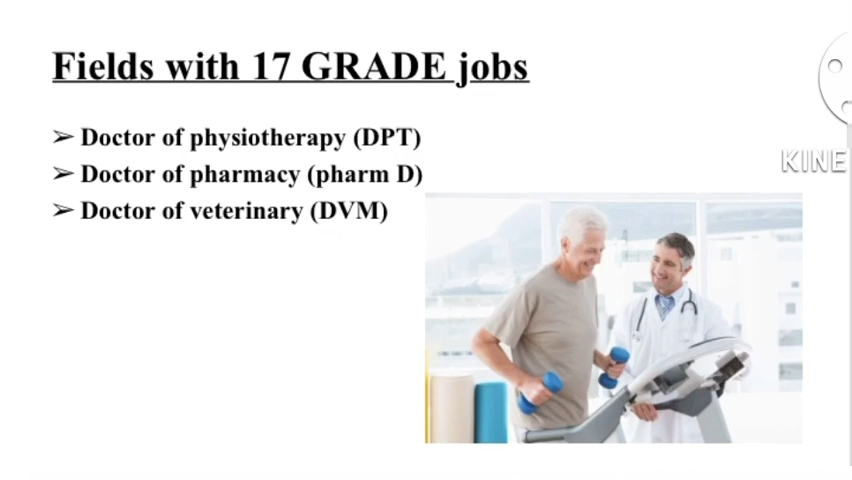 Fields with 17 GRADE jobs
➢ Doctor of physiotherapy (DPT)
➢ Doctor of pharmacy (pharm D)
➢ Doctor of veterinary (DVM)
KINE